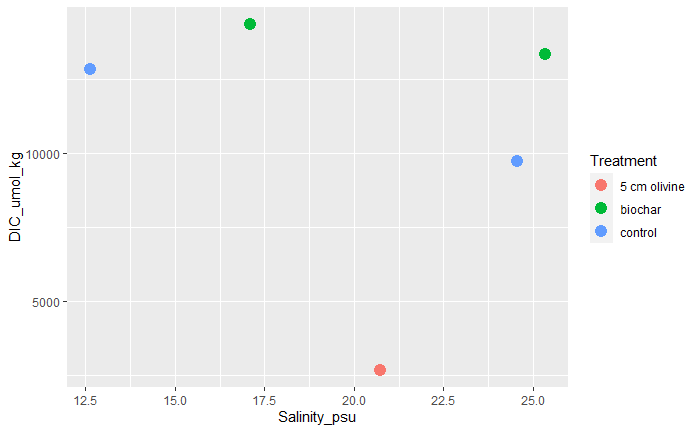 DIC_umol_kg
10000
5000
12.5 15.0 17.5 20.0 22.5 25.0
Salinity_psu
Treatment
5 cm olivine
biochar
control